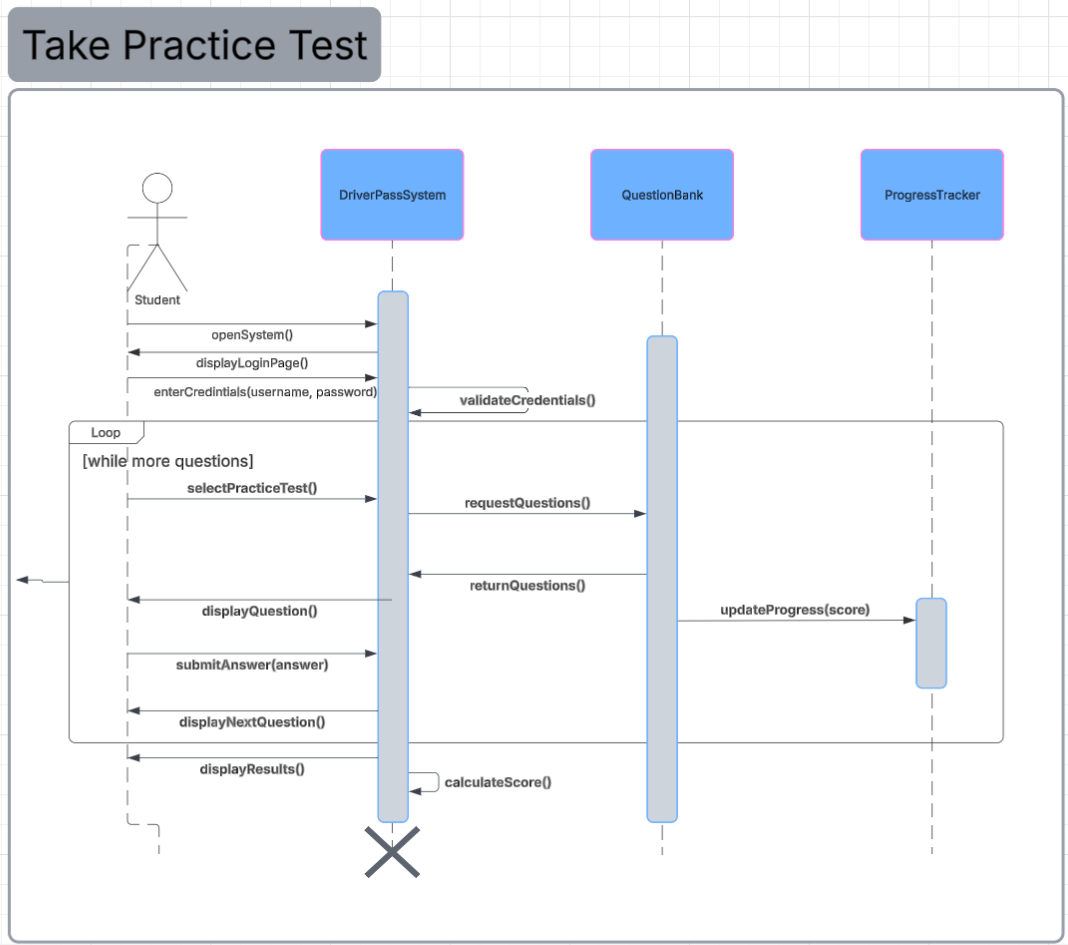 Take Practice Test
DriverPassSystem
QuestionBank
ProgressTracker
Student
openSystem()
displayLoginPage()
enterCredintials(username, password)
validateCredentials()
Loop
[while more questions]
selectPracticeTest()
requestQuestions()
returnQuestions()
displayQuestion()
updateProgress(score)
submitAnswer(answer)
displayNextQuestion()
displayResults()
calculateScore()